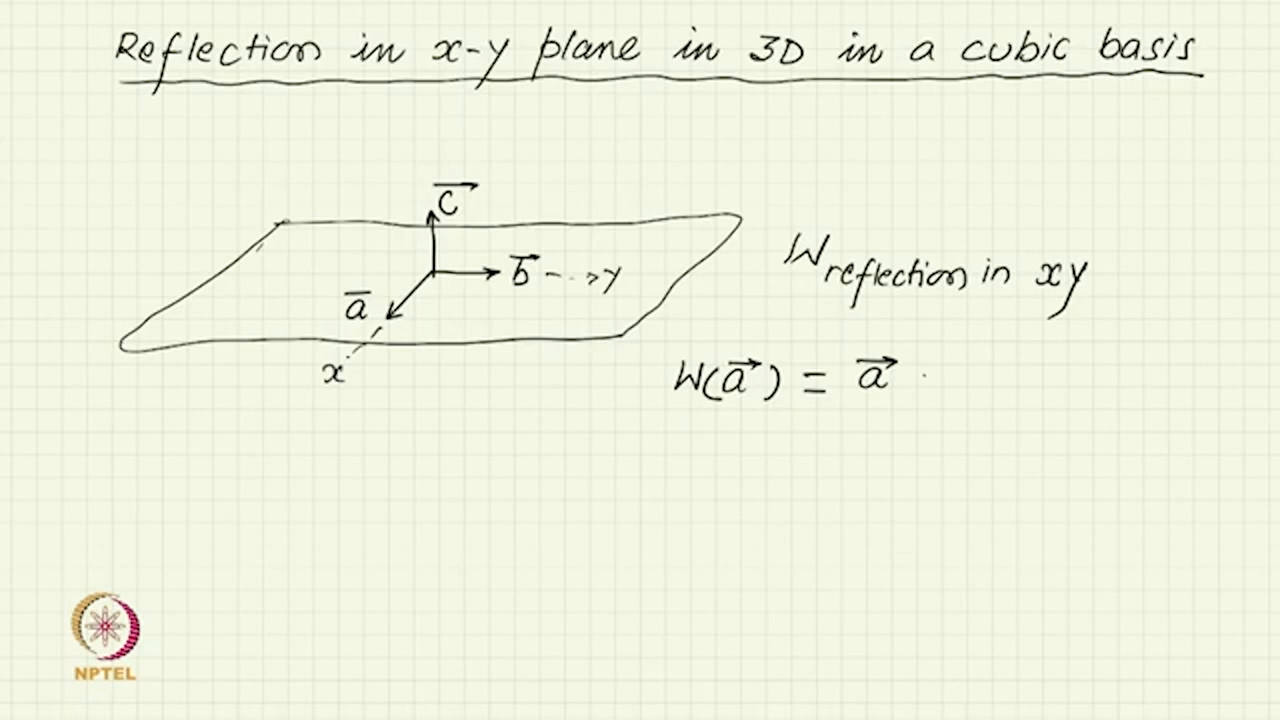 Reflection in x-y plane in 3D in a cubic basis
c⃗
b⃗ --..> y
a̅
x
W reflection in xy
W(a⃗) = a⃗
NPTEL